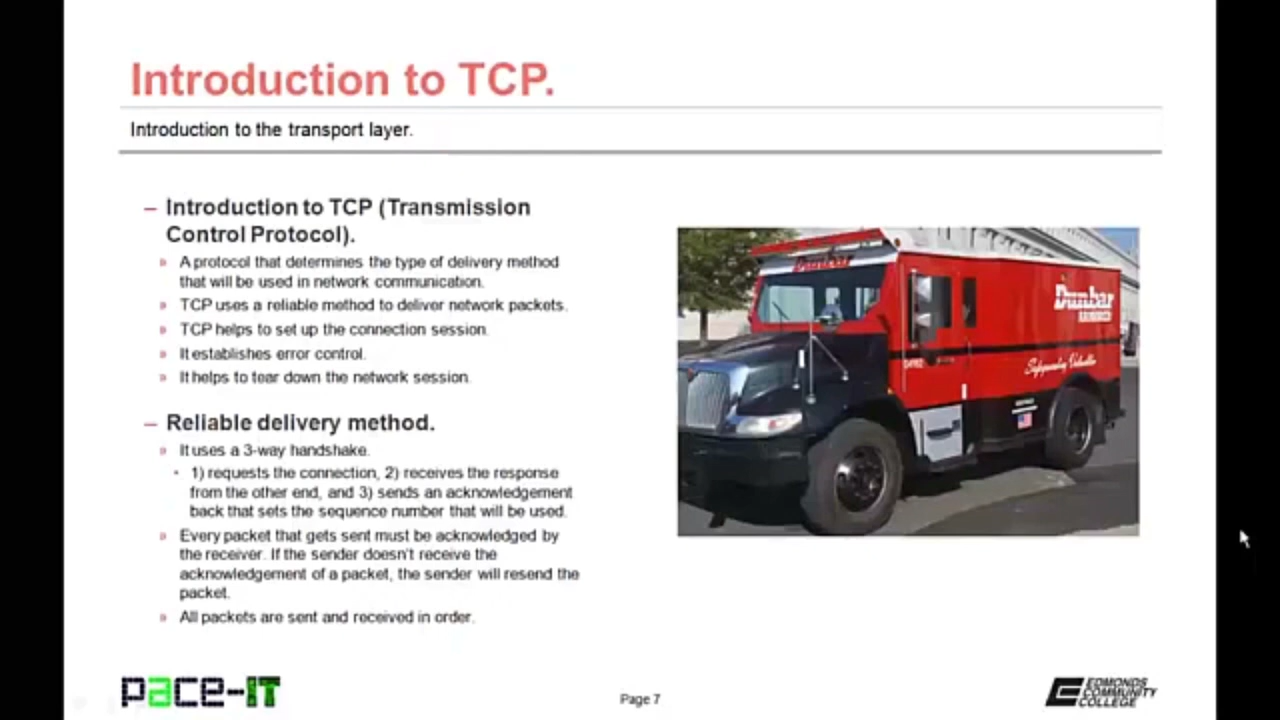 Introduction to TCP.
Introduction to the transport layer.
– Introduction to TCP (Transmission
Control Protocol).
» A protocol that determines the type of delivery method
that will be used in network communication.
» TCP uses a reliable method to deliver network packets.
» TCP helps to set up the connection session.
» It establishes error control.
» It helps to tear down the network session.
– Reliable delivery method.
» It uses a 3-way handshake.
• 1) requests the connection, 2) receives the response
from the other end, and 3) sends an acknowledgement
back that sets the sequence number that will be used.
» Every packet that gets sent must be acknowledged by
the receiver. If the sender doesn't receive the
acknowledgement of a packet, the sender will resend the
packet.
» All packets are sent and received in order.
Dunbar
Dunbar
ARMORED
Safeguarding Valuables
pace-IT
Page 7
EDMONDS
COMMUNITY
COLLEGE